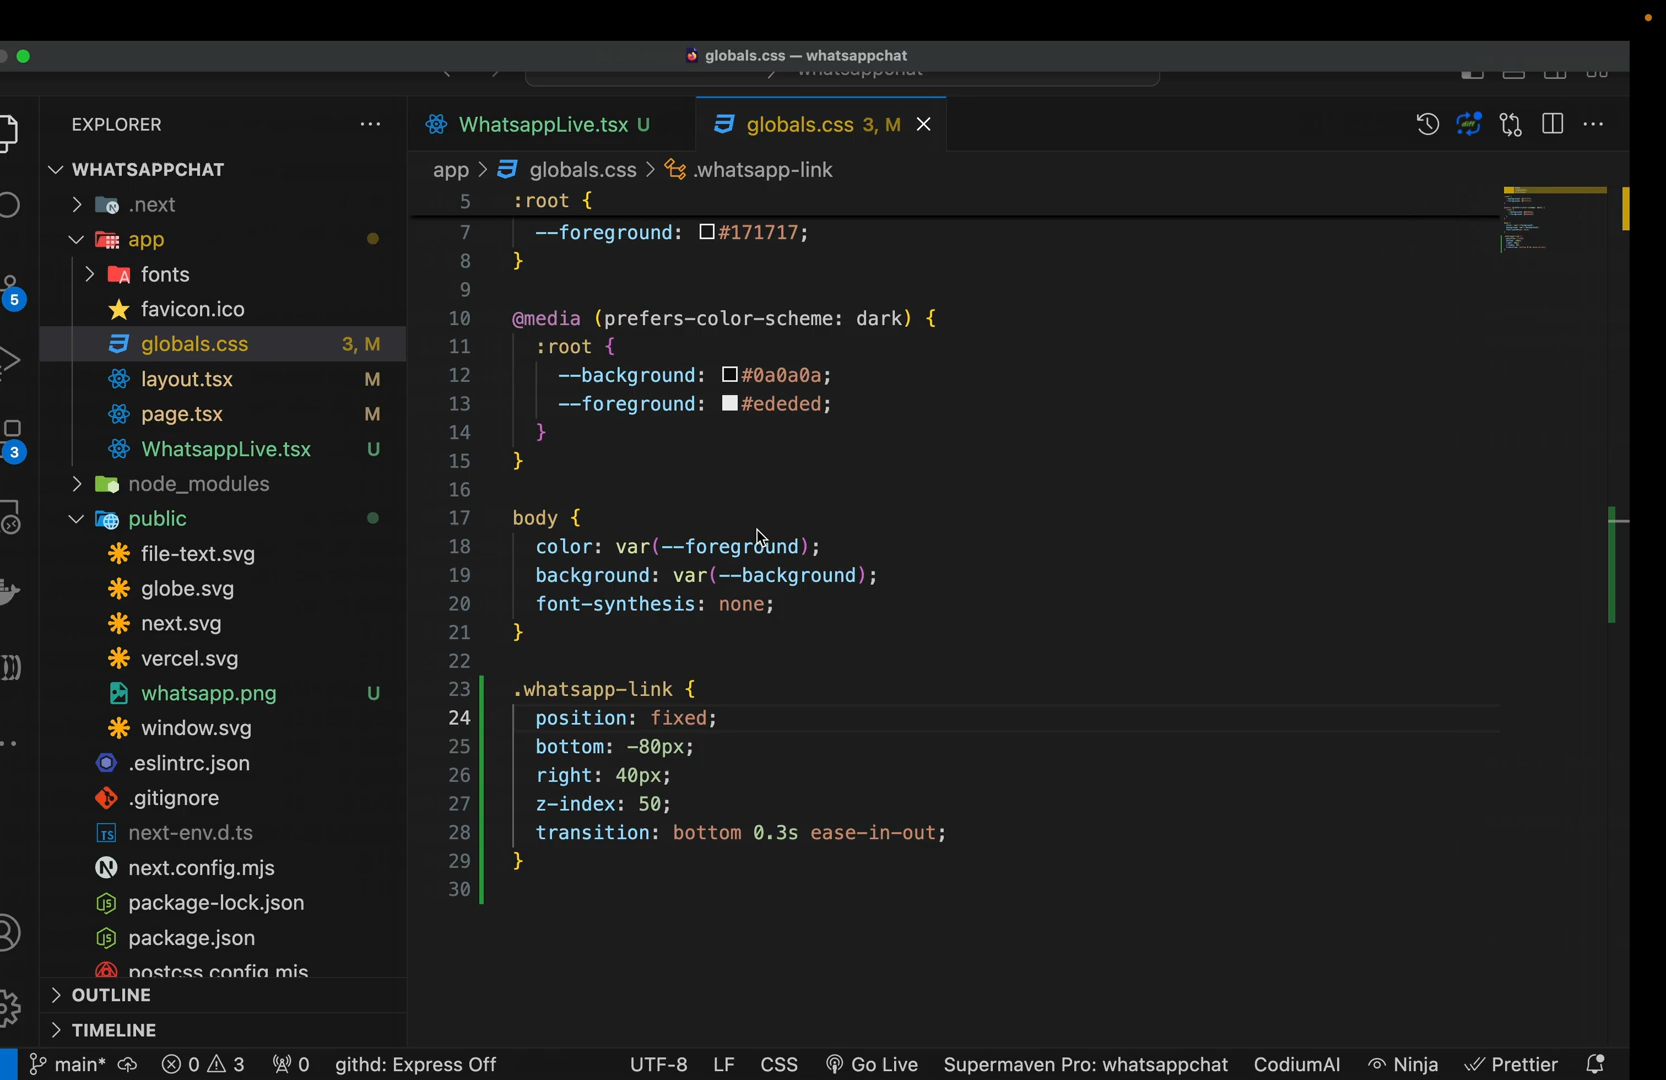 globals.css — whatsappchat
whatsappchat
EXPLORER
WhatsappLive.tsx U
globals.css 3, M
WHATSAPPCHAT
app > globals.css > .whatsapp-link
.next
app
fonts
favicon.ico
globals.css 3, M
layout.tsx M
page.tsx M
WhatsappLive.tsx U
node_modules
public
file-text.svg
globe.svg
next.svg
vercel.svg
whatsapp.png U
window.svg
.eslintrc.json
.gitignore
next-env.d.ts
next.config.mjs
package-lock.json
package.json
postcss.config.mjs
OUTLINE
TIMELINE
5
3
5 :root {
7 --foreground: #171717;
8 }
9
10 @media (prefers-color-scheme: dark) {
11 :root {
12 --background: #0a0a0a;
13 --foreground: #ededed;
14 }
15 }
16
17 body {
18 color: var(--foreground);
19 background: var(--background);
20 font-synthesis: none;
21 }
22
23 .whatsapp-link {
24 position: fixed;
25 bottom: -80px;
26 right: 40px;
27 z-index: 50;
28 transition: bottom 0.3s ease-in-out;
29 }
30
main* 0 3 0 githd: Express Off UTF-8 LF CSS Go Live Supermaven Pro: whatsappchat CodiumAI Ninja Prettier